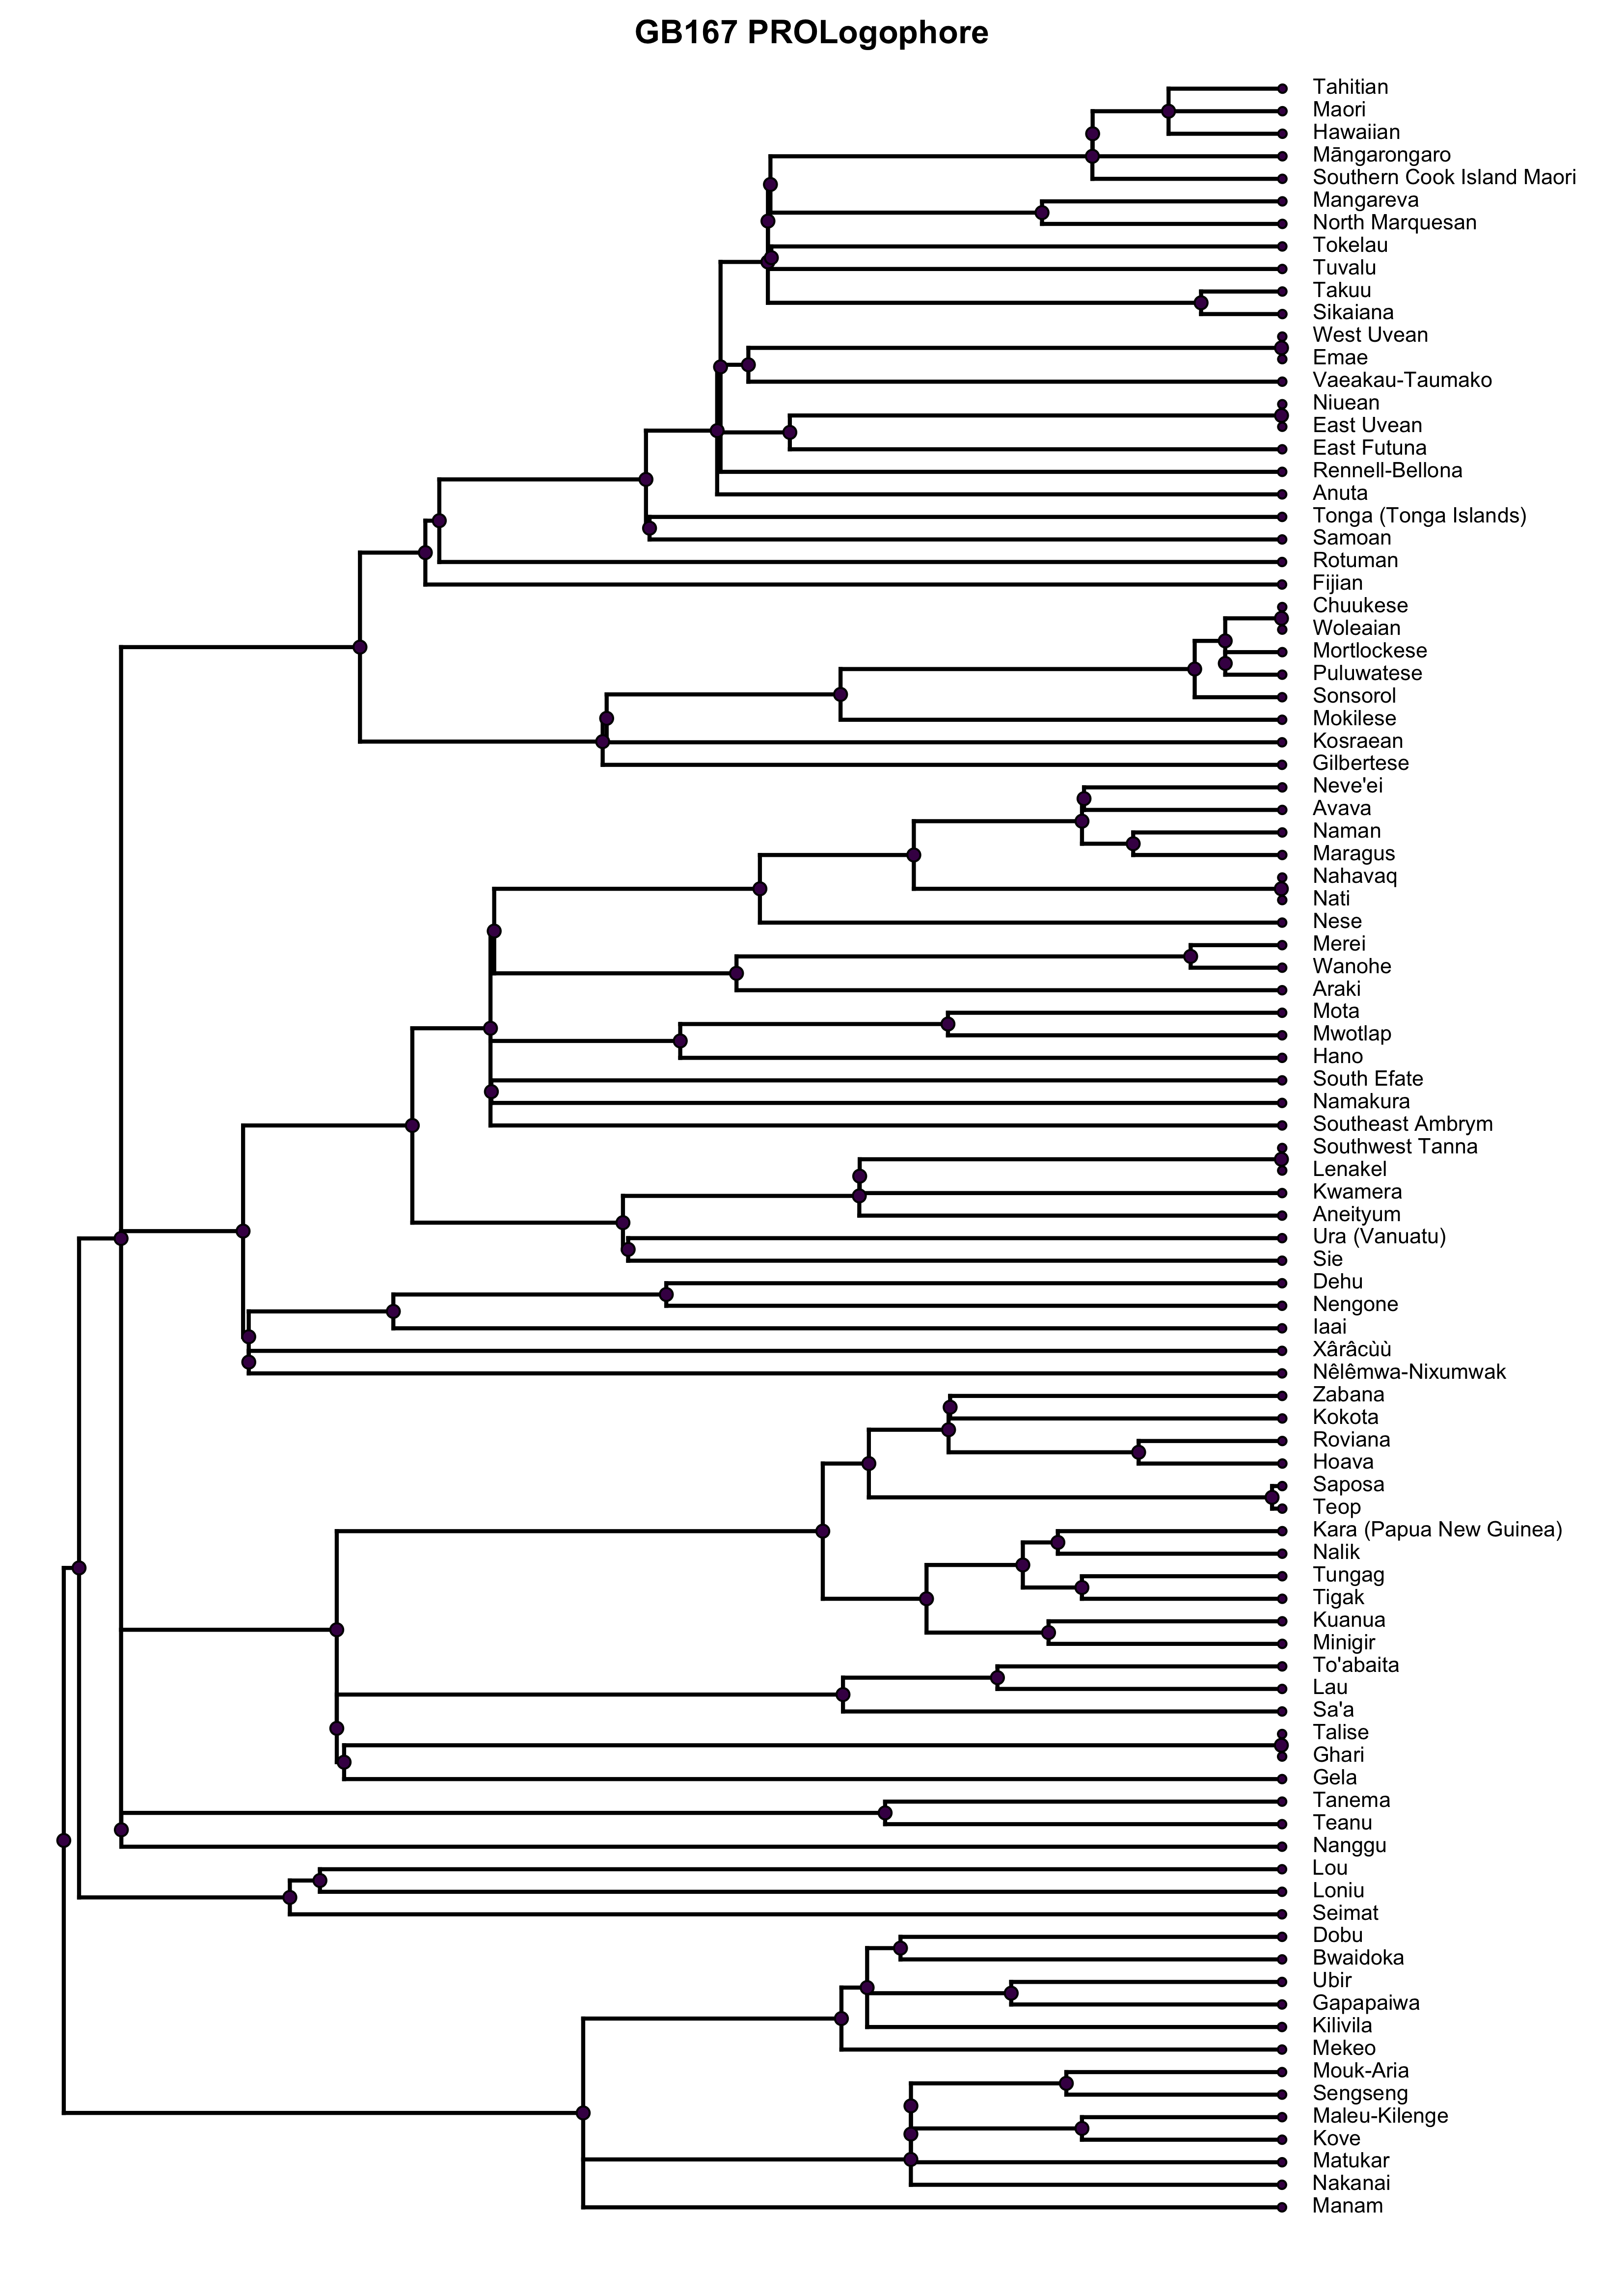 GB167 PROLogophore
Tahitian
Maori
Hawaiian
Māngarongaro
Southern Cook Island Maori
Mangareva
North Marquesan
Tokelau
Tuvalu
Takuu
Sikaiana
West Uvean
Emae
Vaeakau-Taumako
Niuean
East Uvean
East Futuna
Rennell-Bellona
Anuta
Tonga (Tonga Islands)
Samoan
Rotuman
Fijian
Chuukese
Woleaian
Mortlockese
Puluwatese
Sonsorol
Mokilese
Kosraean
Gilbertese
Neve'ei
Avava
Naman
Maragus
Nahavaq
Nati
Nese
Merei
Wanohe
Araki
Mota
Mwotlap
Hano
South Efate
Namakura
Southeast Ambrym
Southwest Tanna
Lenakel
Kwamera
Aneityum
Ura (Vanuatu)
Sie
Dehu
Nengone
Iaai
Xârâcùù
Nêlêmwa-Nixumwak
Zabana
Kokota
Roviana
Hoava
Saposa
Teop
Kara (Papua New Guinea)
Nalik
Tungag
Tigak
Kuanua
Minigir
To'abaita
Lau
Sa'a
Talise
Ghari
Gela
Tanema
Teanu
Nanggu
Lou
Loniu
Seimat
Dobu
Bwaidoka
Ubir
Gapapaiwa
Kilivila
Mekeo
Mouk-Aria
Sengseng
Maleu-Kilenge
Kove
Matukar
Nakanai
Manam